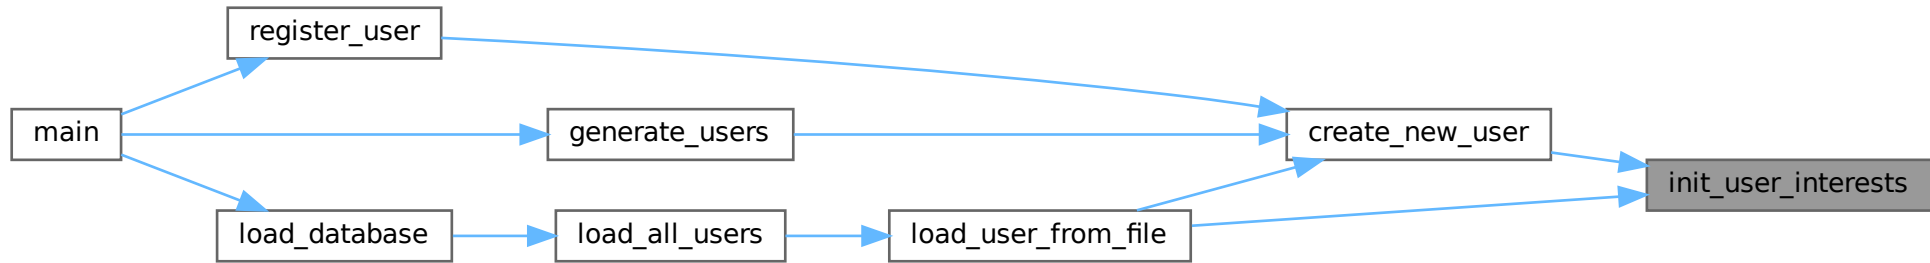 register_user
main
generate_users
create_new_user
init_user_interests
load_database
load_all_users
load_user_from_file